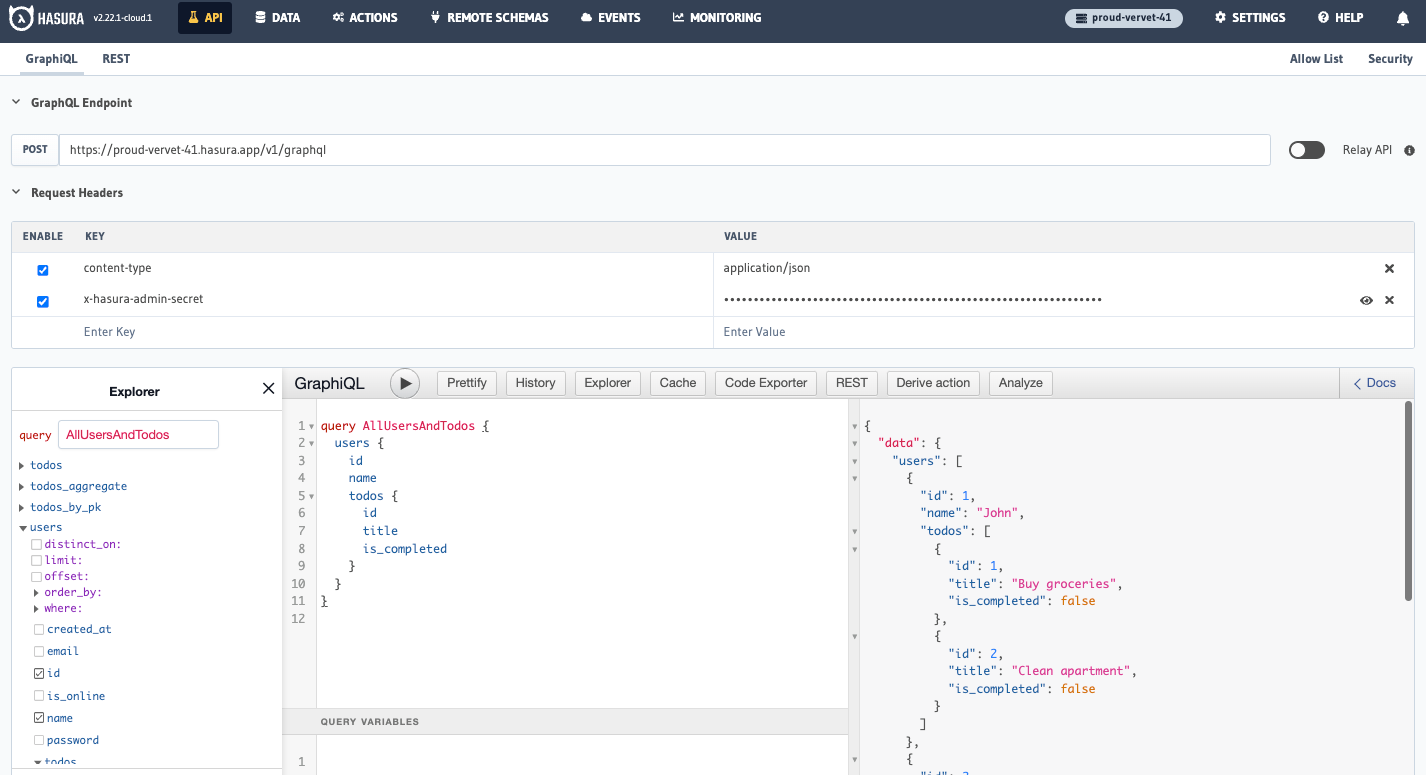 HASURA v2.22.1-cloud.1 API DATA ACTIONS REMOTE SCHEMAS EVENTS MONITORING proud-vervet-41 SETTINGS HELP
GraphiQL REST Allow List Security
GraphQL Endpoint
POST https://proud-vervet-41.hasura.app/v1/graphql Relay API
Request Headers
ENABLE KEY VALUE
content-type application/json
x-hasura-admin-secret ••••••••••••••••••••••••••••••••••••••••••••••••••••••••••••••••
Enter Key Enter Value
Explorer
query AllUsersAndTodos
todos
todos_aggregate
todos_by_pk
users
distinct_on:
limit:
offset:
order_by:
where:
created_at
email
id
is_online
name
password
todos
GraphiQL Prettify History Explorer Cache Code Exporter REST Derive action Analyze Docs
1 query AllUsersAndTodos {
2 users {
3 id
4 name
5 todos {
6 id
7 title
8 is_completed
9 }
10 }
11 }
12
QUERY VARIABLES
1
{
"data": {
"users": [
{
"id": 1,
"name": "John",
"todos": [
{
"id": 1,
"title": "Buy groceries",
"is_completed": false
},
{
"id": 2,
"title": "Clean apartment",
"is_completed": false
}
]
},
{